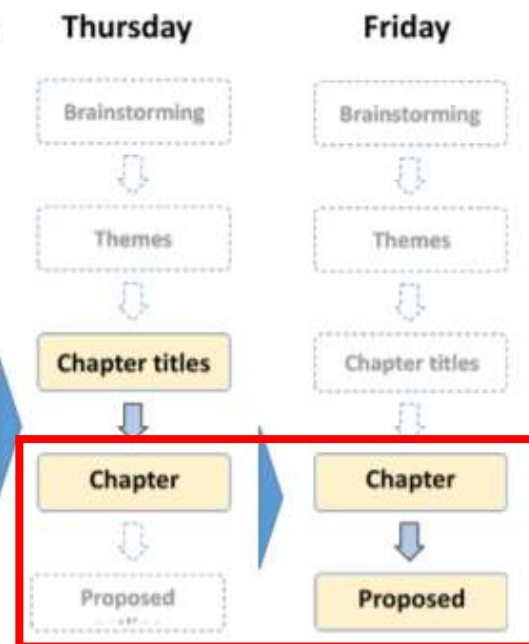 Thursday
Brainstorming
Themes
Chapter titles
Chapter
Proposed
Friday
Brainstorming
Themes
Chapter titles
Chapter
Proposed